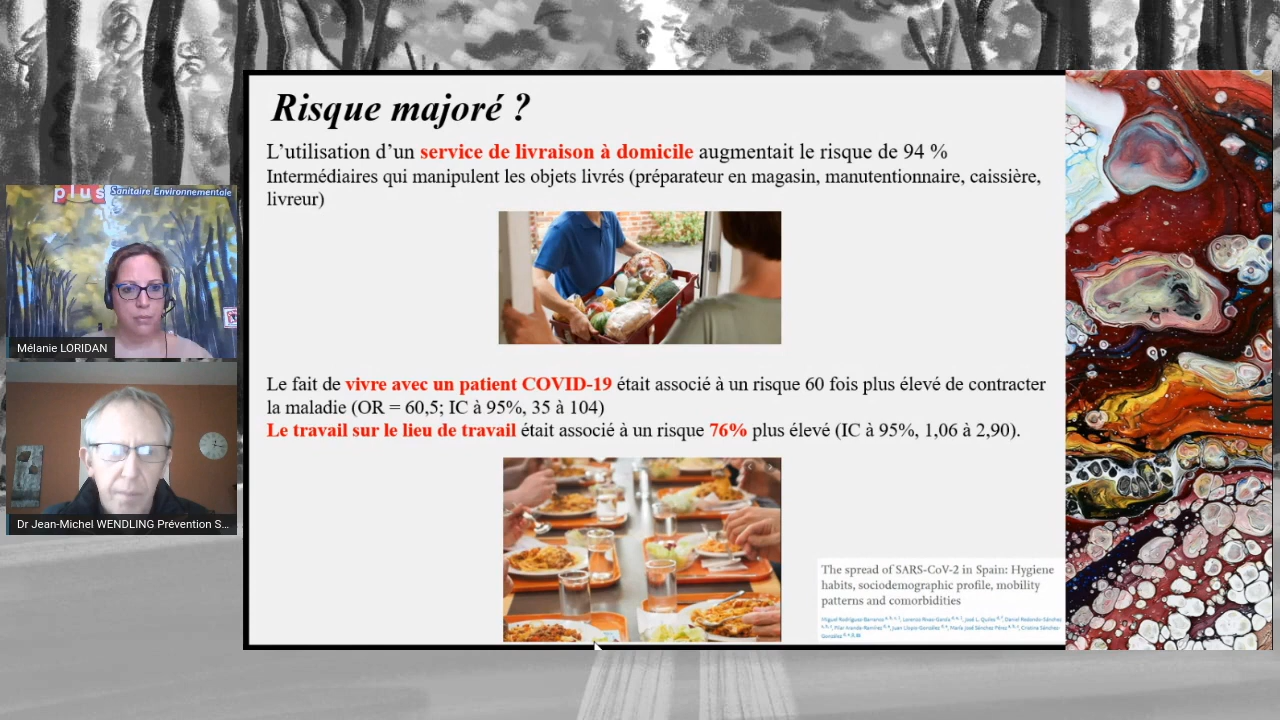 plus
Sanitaire Environnementale
Mélanie LORIDAN
Dr Jean-Michel WENDLING Prévention S...
Risque majoré ?
L’utilisation d’un service de livraison à domicile augmentait le risque de 94 %
Intermédiaires qui manipulent les objets livrés (préparateur en magasin, manutentionnaire, caissière,
livreur)
Le fait de vivre avec un patient COVID-19 était associé à un risque 60 fois plus élevé de contracter
la maladie (OR = 60,5; IC à 95%, 35 à 104)
Le travail sur le lieu de travail était associé à un risque 76% plus élevé (IC à 95%, 1,06 à 2,90).
The spread of SARS-CoV-2 in Spain: Hygiene
habits, sociodemographic profile, mobility
patterns and comorbidities